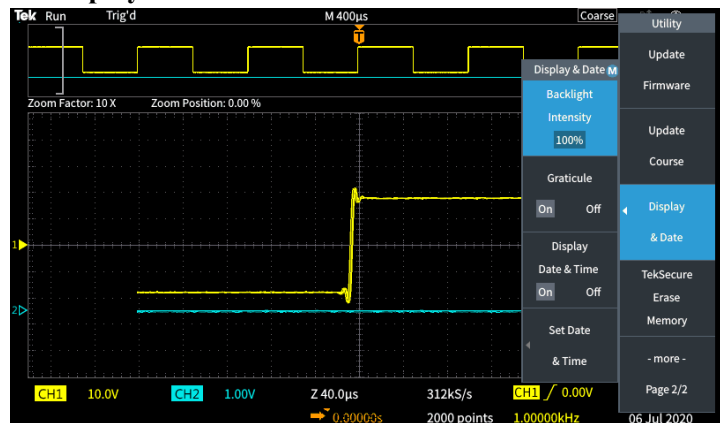 Tek Run Trig'd M 400µs Coarse
Utility
Update
Firmware
Update
Course
Display
& Date
TekSecure
Erase
Memory
- more -
Page 2/2
Display & Date M
Backlight
Intensity
100%
Graticule
On Off
Display
Date & Time
On Off
Set Date
& Time
T
Zoom Factor: 10 X Zoom Position: 0.00 %
1
2
CH1 10.0V CH2 1.00V Z 40.0µs 312kS/s CH1 / 0.00V
0.00000s 2000 points 1.00000kHz 06 Jul 2020